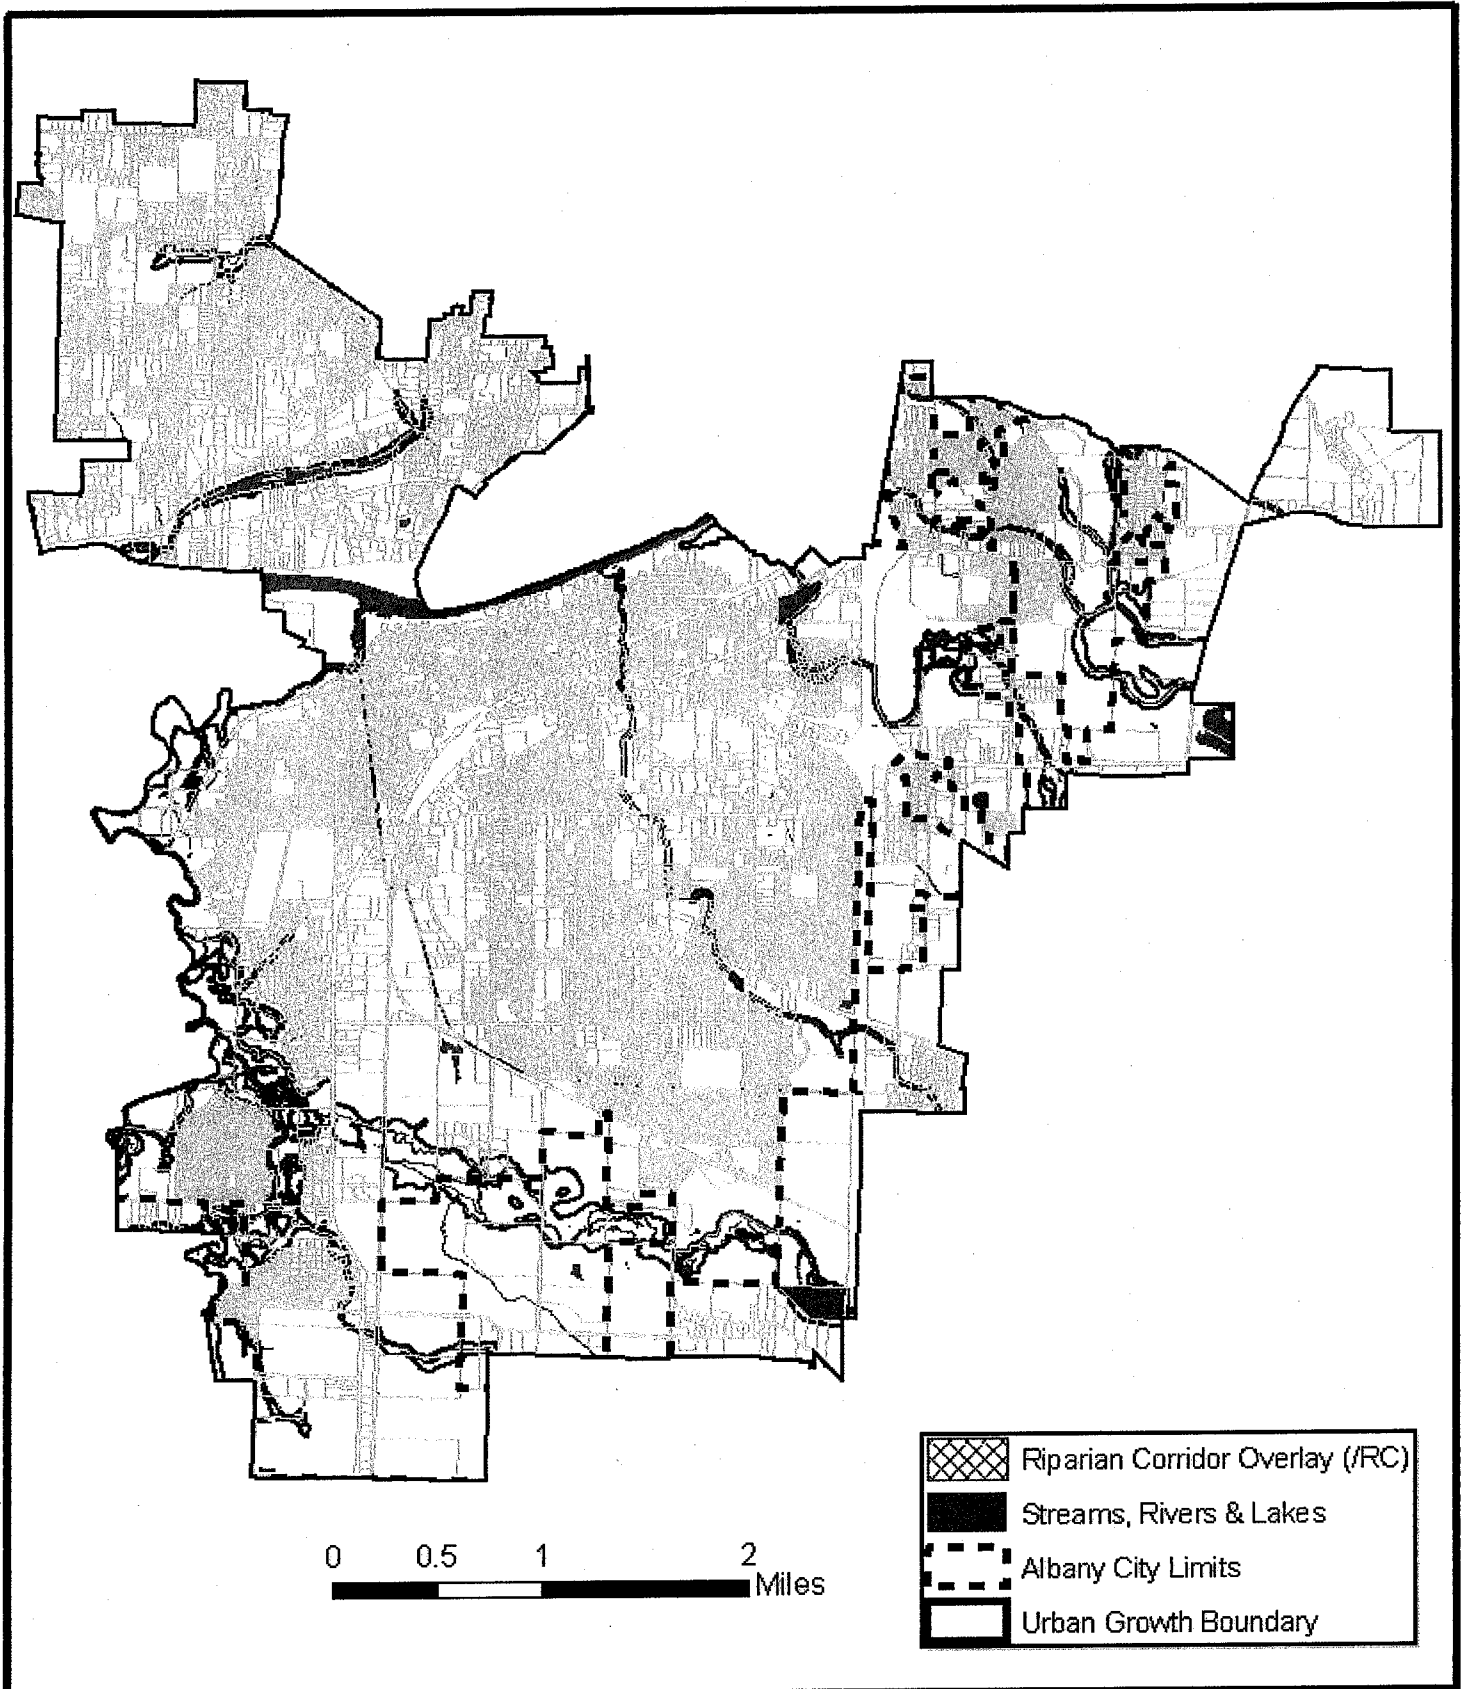 Riparian Corridor Overlay (/RC)
Streams, Rivers & Lakes
Albany City Limits
Urban Growth Boundary
0 0.5 1 2
Miles